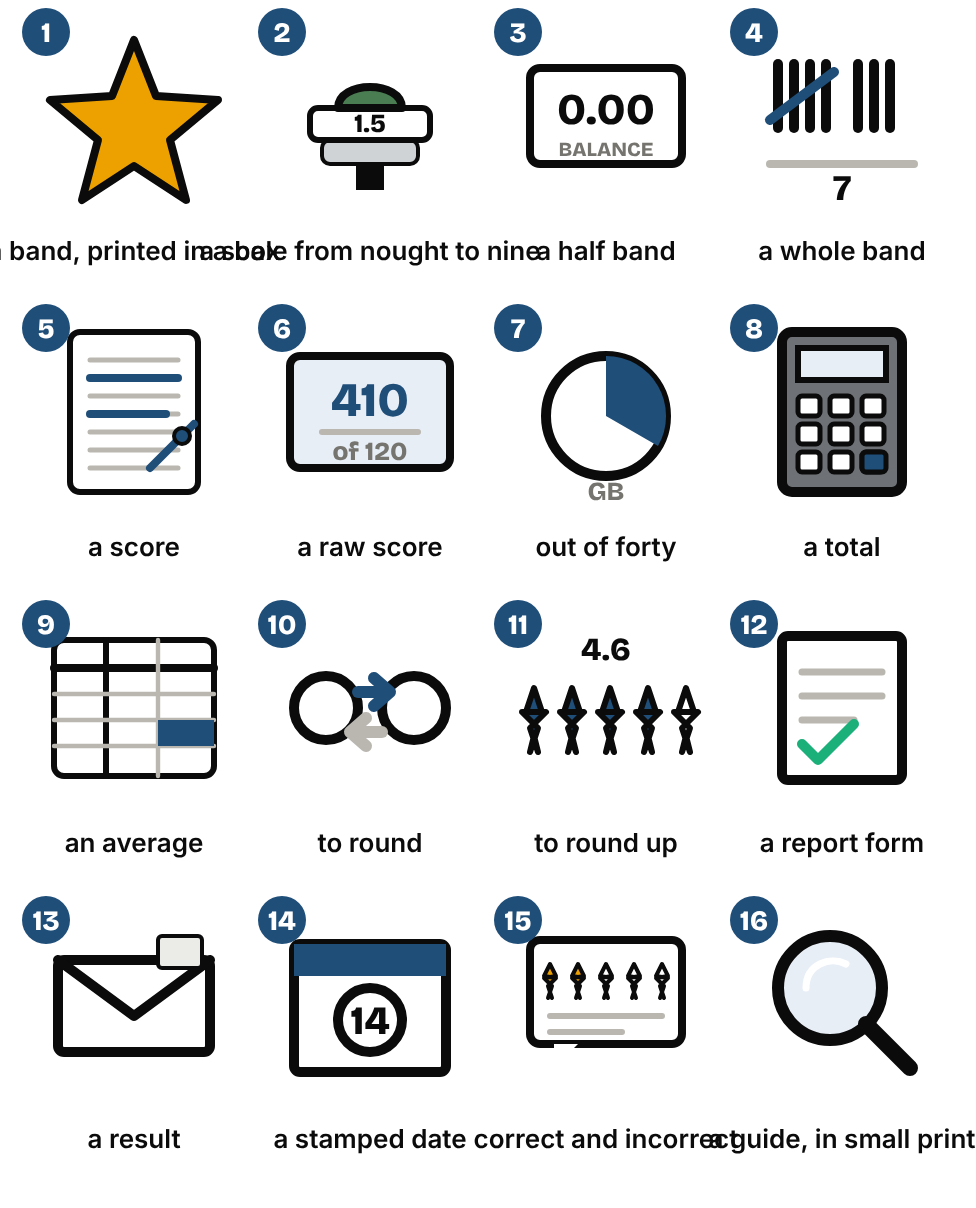 1
2
3
4
1.5
0.00
BALANCE
7
a band, printed in a box
a scale from nought to nine
a half band
a whole band
5
6
7
8
410
of 120
GB
a score
a raw score
out of forty
a total
9
10
11
12
4.6
an average
to round
to round up
a report form
13
14
15
16
14
a result
a stamped date
correct and incorrect
a guide, in small print